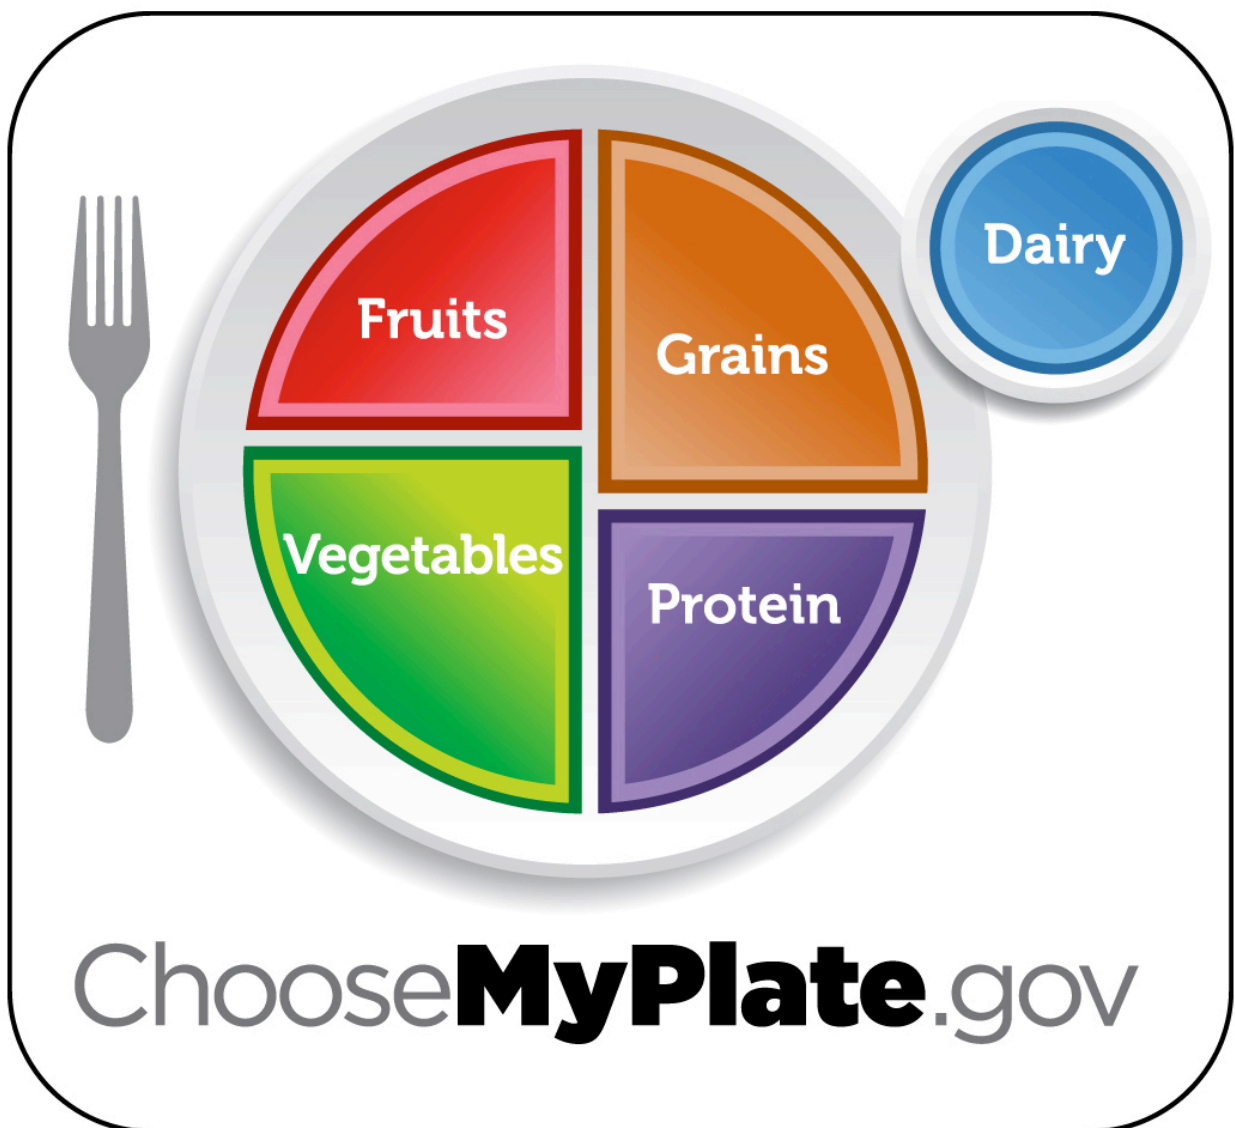 Dairy
Fruits
Grains
Vegetables
Protein
ChooseMyPlate.gov